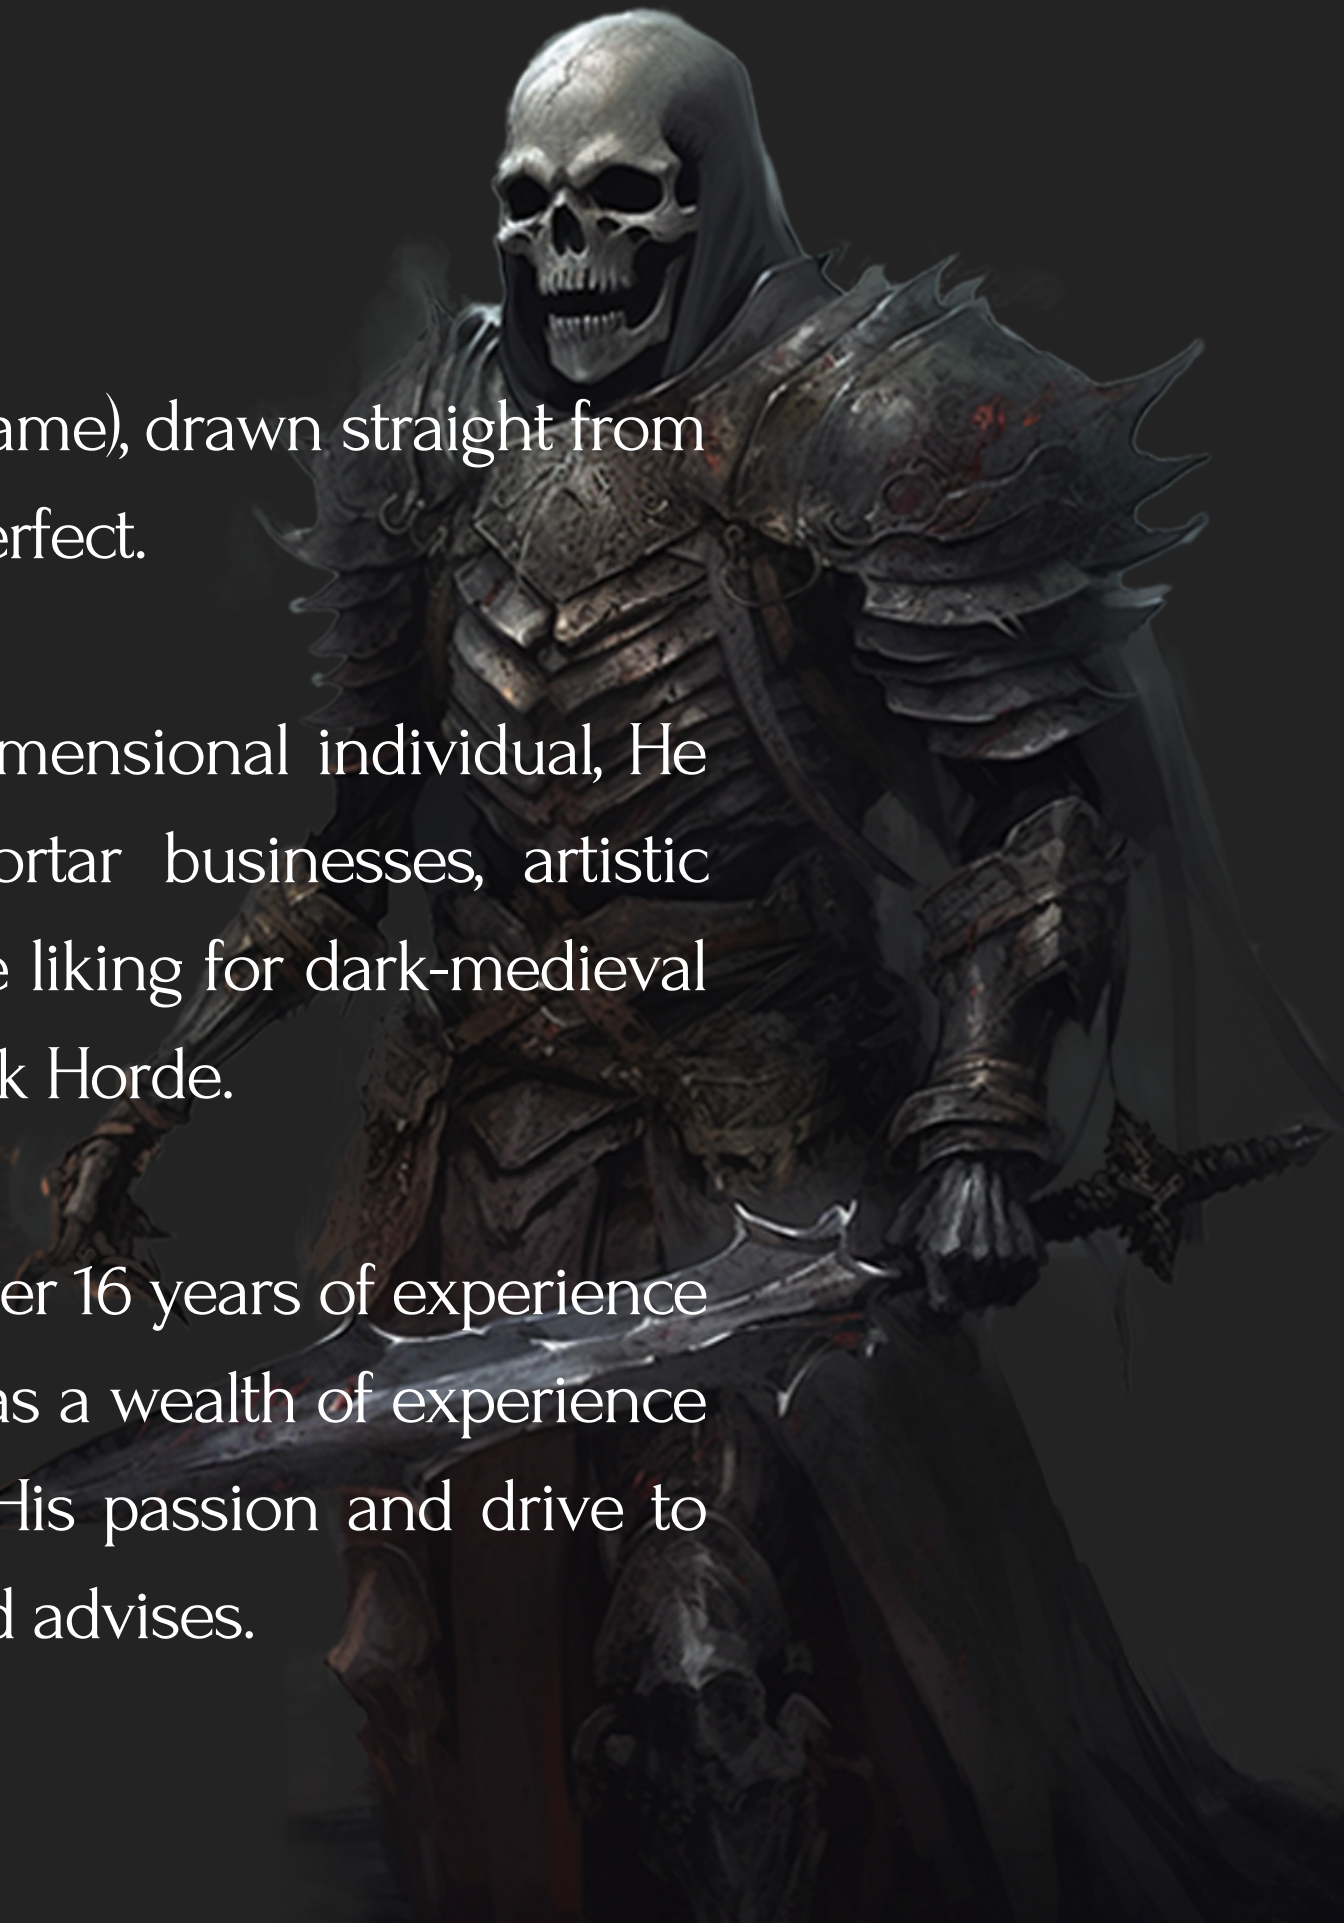 ame), drawn straight from
erfect.
mensional individual, He
ortar businesses, artistic
e liking for dark-medieval
k Horde.
er 16 years of experience
as a wealth of experience
His passion and drive to
d advises.